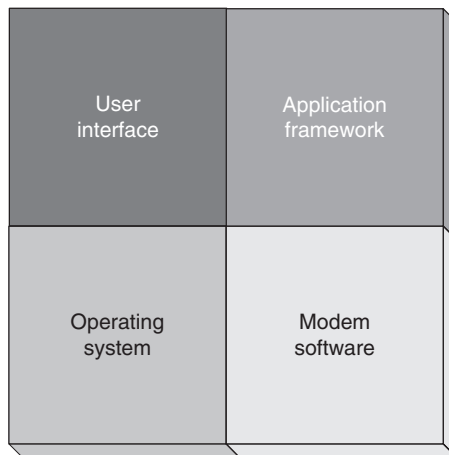 User
interface
Application
framework
Operating
system
Modem
software